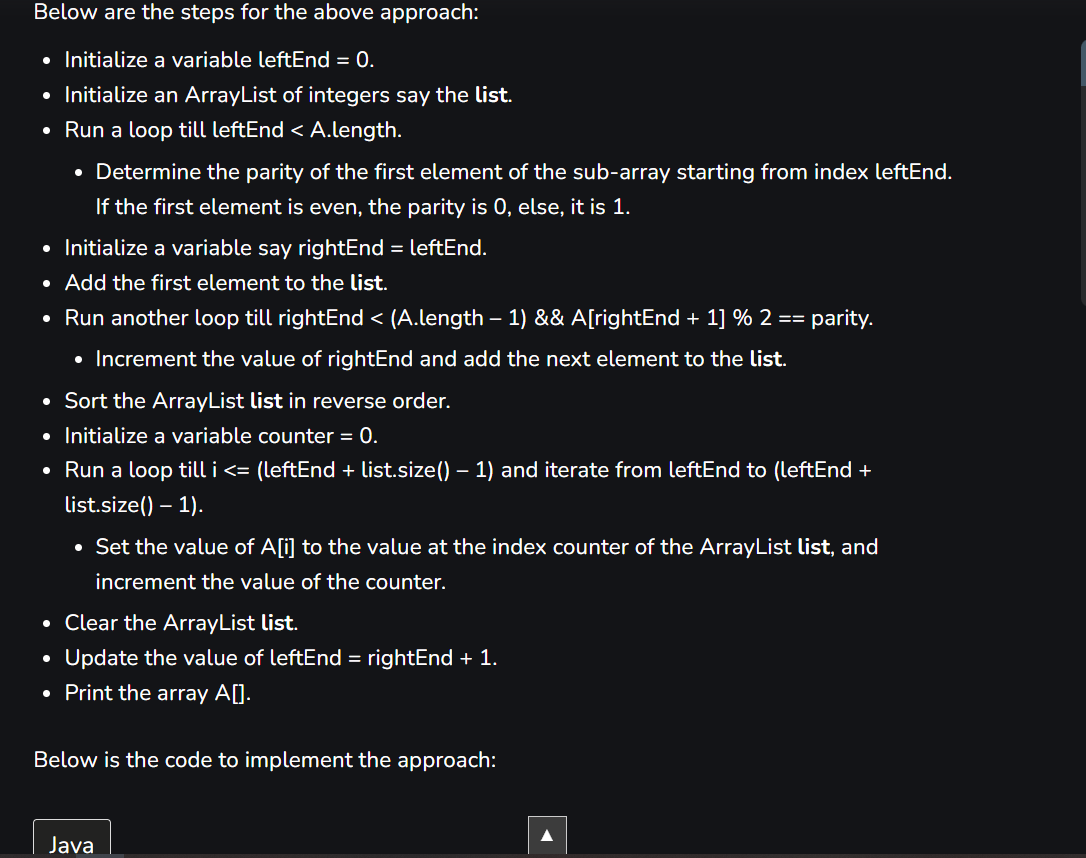 Below are the steps for the above approach:
• Initialize a variable leftEnd = 0.
• Initialize an ArrayList of integers say the list.
• Run a loop till leftEnd < A.length.
• Determine the parity of the first element of the sub-array starting from index leftEnd.
If the first element is even, the parity is 0, else, it is 1.
• Initialize a variable say rightEnd = leftEnd.
• Add the first element to the list.
• Run another loop till rightEnd < (A.length – 1) && A[rightEnd + 1] % 2 == parity.
• Increment the value of rightEnd and add the next element to the list.
• Sort the ArrayList list in reverse order.
• Initialize a variable counter = 0.
• Run a loop till i <= (leftEnd + list.size() – 1) and iterate from leftEnd to (leftEnd +
list.size() – 1).
• Set the value of A[i] to the value at the index counter of the ArrayList list, and
increment the value of the counter.
• Clear the ArrayList list.
• Update the value of leftEnd = rightEnd + 1.
• Print the array A[].
Below is the code to implement the approach:
Java